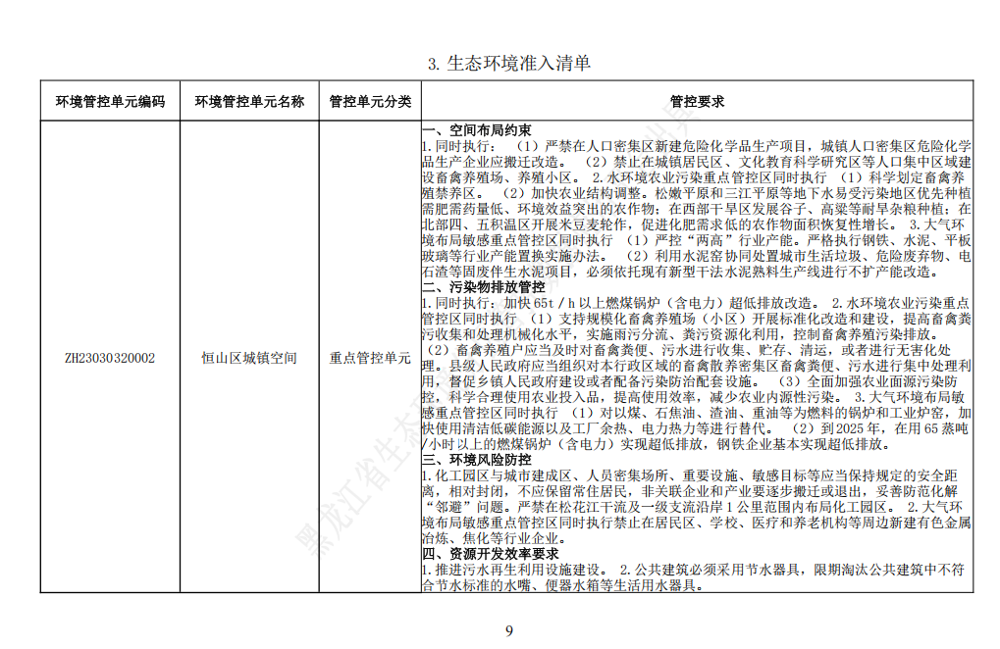 3. 生态环境准入清单
环境管控单元编码 环境管控单元名称 管控单元分类 管控要求
ZH23030320002 恒山区城镇空间 重点管控单元
一、空间布局约束
1.同时执行： （1）严禁在人口密集区新建危险化学品生产项目，城镇人口密集区危险化学
品生产企业应搬迁改造。 （2）禁止在城镇居民区、文化教育科学研究区等人口集中区域建
设畜禽养殖场、养殖小区。 2.水环境农业污染重点管控区同时执行 （1）科学划定畜禽养
殖禁养区。 （2）加快农业结构调整。松嫩平原和三江平原等地下水易受污染地区优先种植
需肥需药量低、环境效益突出的农作物；在西部干旱区发展谷子、高粱等耐旱杂粮种植；在
北部四、五积温区开展米豆麦轮作，促进化肥需求低的农作物面积恢复性增长。 3.大气环
境布局敏感重点管控区同时执行 （1）严控“两高”行业产能。严格执行钢铁、水泥、平板
玻璃等行业产能置换实施办法。 （2）利用水泥窑协同处置城市生活垃圾、危险废弃物、电
石渣等固废伴生水泥项目，必须依托现有新型干法水泥熟料生产线进行不扩产能改造。
二、污染物排放管控
1.同时执行：加快 65t／h 以上燃煤锅炉（含电力）超低排放改造。 2.水环境农业污染重点
管控区同时执行 （1）支持规模化畜禽养殖场（小区）开展标准化改造和建设，提高畜禽粪
污收集和处理机械化水平，实施雨污分流、粪污资源化利用，控制畜禽养殖污染排放。
（2）畜禽养殖户应当及时对畜禽粪便、污水进行收集、贮存、清运，或者进行无害化处
理。县级人民政府应当组织对本行政区域的畜禽散养密集区畜禽粪便、污水进行集中处理利
用，督促乡镇人民政府建设或者配备污染防治配套设施。 （3）全面加强农业面源污染防
控，科学合理使用农业投入品，提高使用效率，减少农业内源性污染。 3.大气环境布局敏
感重点管控区同时执行 （1）对以煤、石焦油、渣油、重油等为燃料的锅炉和工业炉窑，加
快使用清洁低碳能源以及工厂余热、电力热力等进行替代。 （2）到2025 年，在用 65 蒸吨
/小时以上的燃煤锅炉（含电力）实现超低排放，钢铁企业基本实现超低排放。
三、环境风险防控
1.化工园区与城市建成区、人员密集场所、重要设施、敏感目标等应当保持规定的安全距
离，相对封闭，不应保留常住居民，非关联企业和产业要逐步搬迁或退出，妥善防范化解
“邻避”问题。严禁在松花江干流及一级支流沿岸 1 公里范围内布局化工园区。 2.大气环
境布局敏感重点管控区同时执行禁止在居民区、学校、医疗和养老机构等周边新建有色金属
冶炼、焦化等行业企业。
四、资源开发效率要求
1.推进污水再生利用设施建设。 2.公共建筑必须采用节水器具，限期淘汰公共建筑中不符
合节水标准的水嘴、便器水箱等生活用水器具。
9